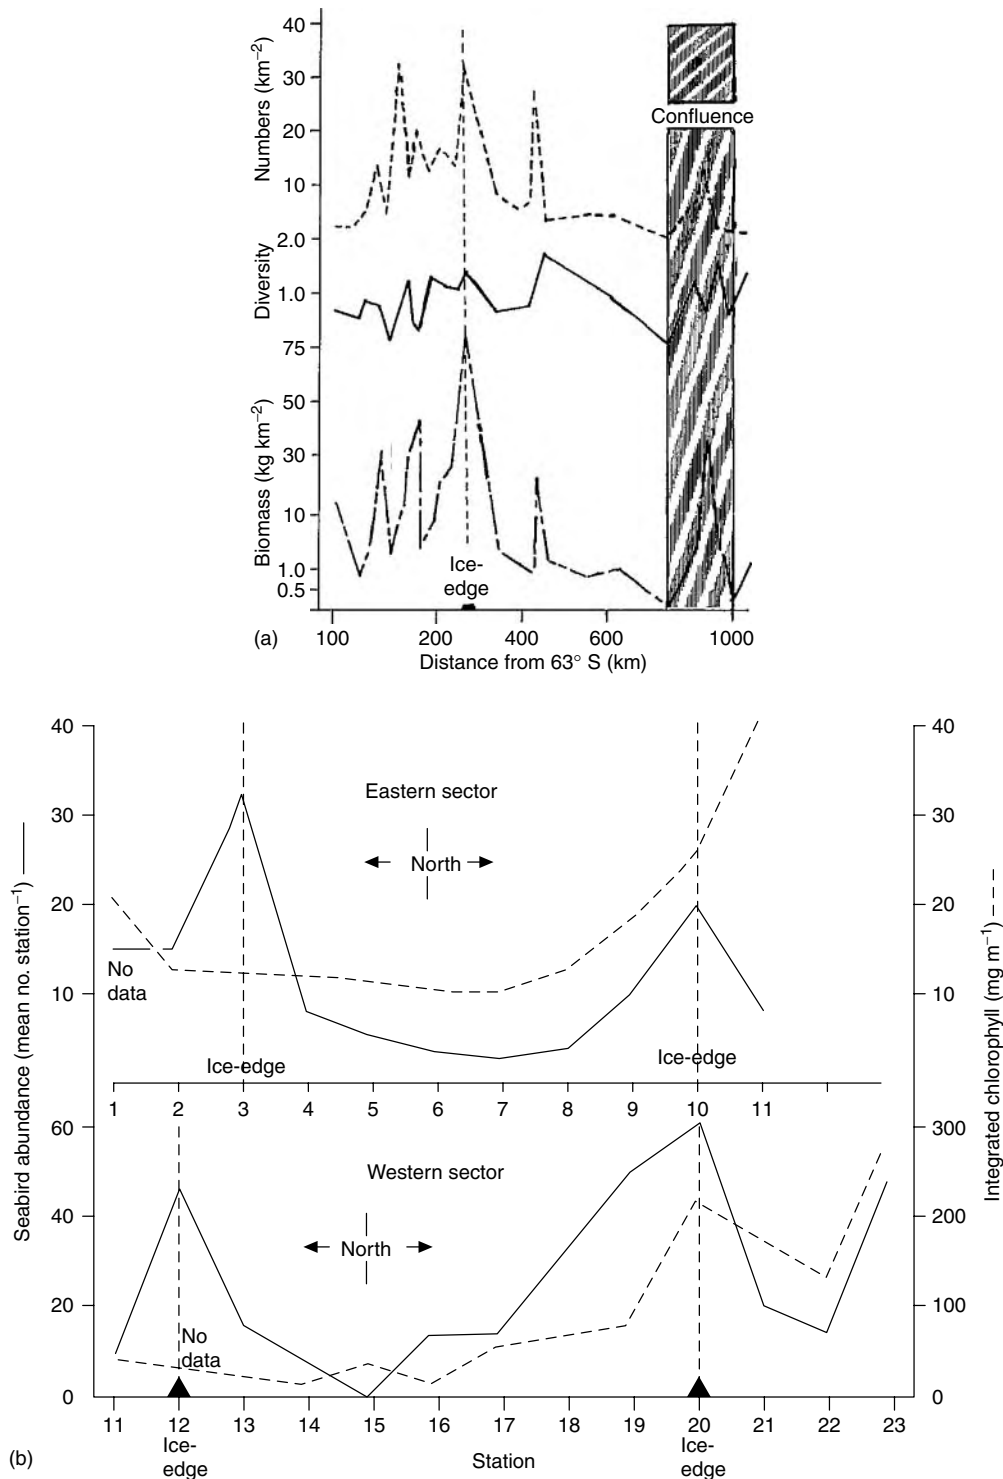 40
30
20
10
2.0
1.0
75
50
30
10
1.0
0.5
Numbers (km−2)
Diversity
Biomass (kg km−2)
Confluence
Ice-
edge
100 200 400 600 1000
(a)
Distance from 63° S (km)
40 40
30 30
20 20
10 10
Eastern sector
North
No
data
Ice-edge Ice-edge
1 2 3 4 5 6 7 8 9 10 11
Seabird abundance (mean no. station−1)
Integrated chlorophyll (mg m−1)
60 300
40 200
20 100
0 0
Western sector
North
No
data
11 12 13 14 15 16 17 18 19 20 21 22 23
Ice-
edge
Ice-
edge
(b)
Station